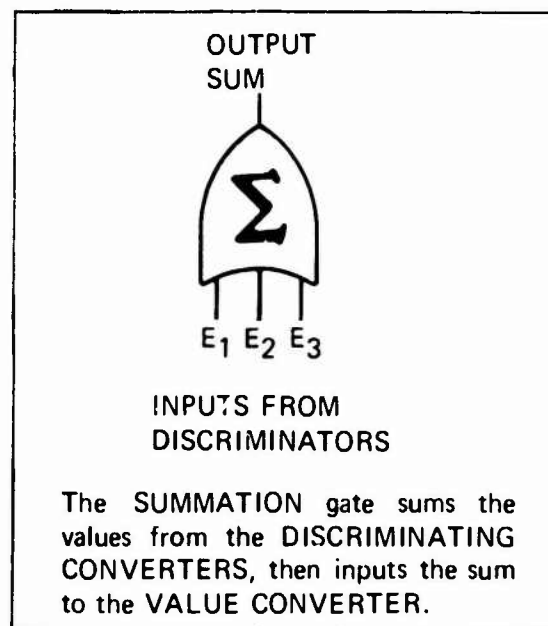 OUTPUT
SUM
Σ
E1 E2 E3
INPUTS FROM
DISCRIMINATORS
The SUMMATION gate sums the
values from the DISCRIMINATING
CONVERTERS, then inputs the sum
to the VALUE CONVERTER.